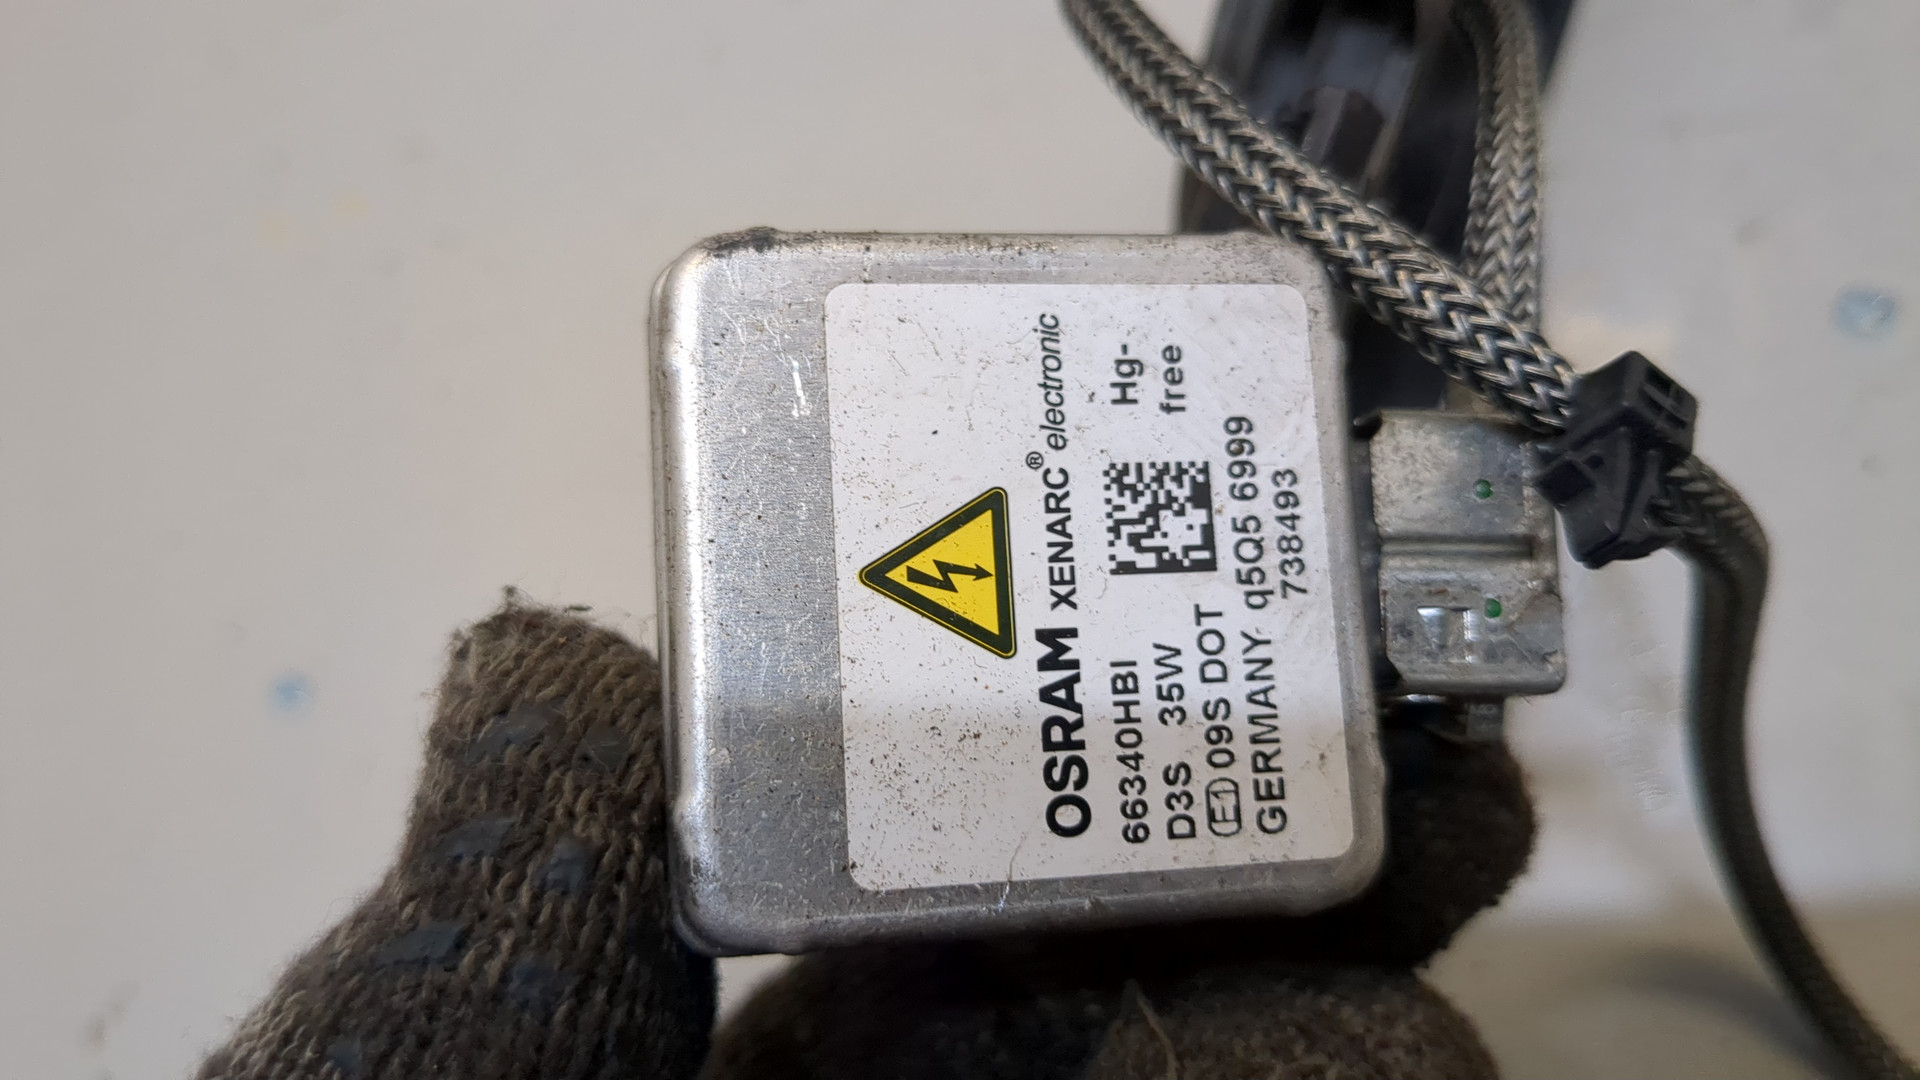 OSRAM XENARC® electronic
66340HBI
D3S 35W
E1 09S DOT
GERMANY q5Q5 6999
738493
Hg-
free